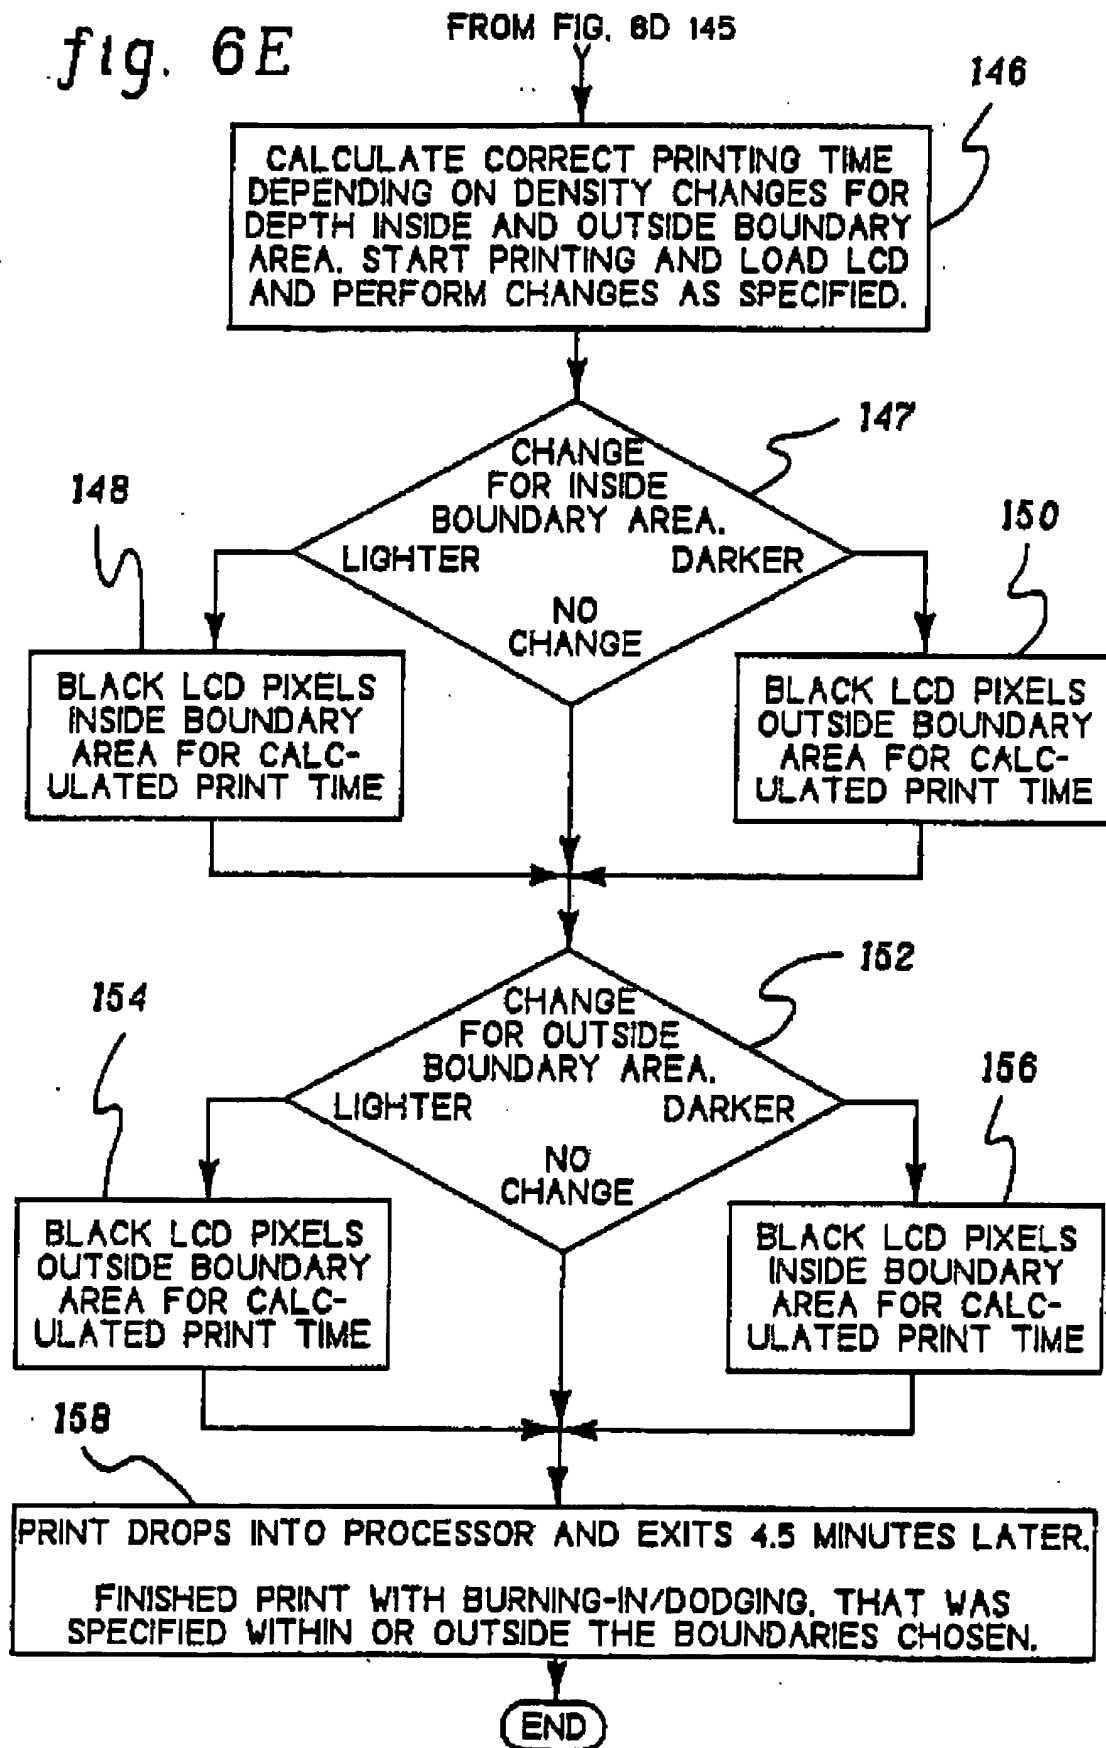 fig. 6E
FROM FIG. 6D 145
Y
146
CALCULATE CORRECT PRINTING TIME
DEPENDING ON DENSITY CHANGES FOR
DEPTH INSIDE AND OUTSIDE BOUNDARY
AREA. START PRINTING AND LOAD LCD
AND PERFORM CHANGES AS SPECIFIED.
147
CHANGE
FOR INSIDE
BOUNDARY AREA.
LIGHTER DARKER
NO
CHANGE
148
BLACK LCD PIXELS
INSIDE BOUNDARY
AREA FOR CALC-
ULATED PRINT TIME
150
BLACK LCD PIXELS
OUTSIDE BOUNDARY
AREA FOR CALC-
ULATED PRINT TIME
152
CHANGE
FOR OUTSIDE
BOUNDARY AREA.
LIGHTER DARKER
NO
CHANGE
154
BLACK LCD PIXELS
OUTSIDE BOUNDARY
AREA FOR CALC-
ULATED PRINT TIME
156
BLACK LCD PIXELS
INSIDE BOUNDARY
AREA FOR CALC-
ULATED PRINT TIME
158
PRINT DROPS INTO PROCESSOR AND EXITS 4.5 MINUTES LATER.
FINISHED PRINT WITH BURNING-IN/DODGING. THAT WAS
SPECIFIED WITHIN OR OUTSIDE THE BOUNDARIES CHOSEN.
END